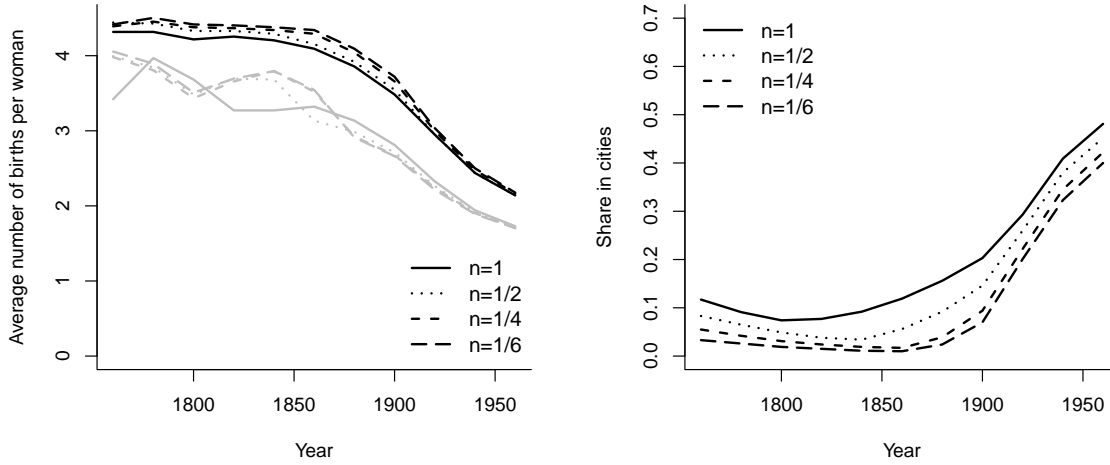 Average number of births per woman
4
3
2
1
0
n=1
n=1/2
n=1/4
n=1/6
1800 1850 1900 1950
Year
Share in cities
0.7
0.6
0.5
0.4
0.3
0.2
0.1
0.0
n=1
n=1/2
n=1/4
n=1/6
1800 1850 1900 1950
Year